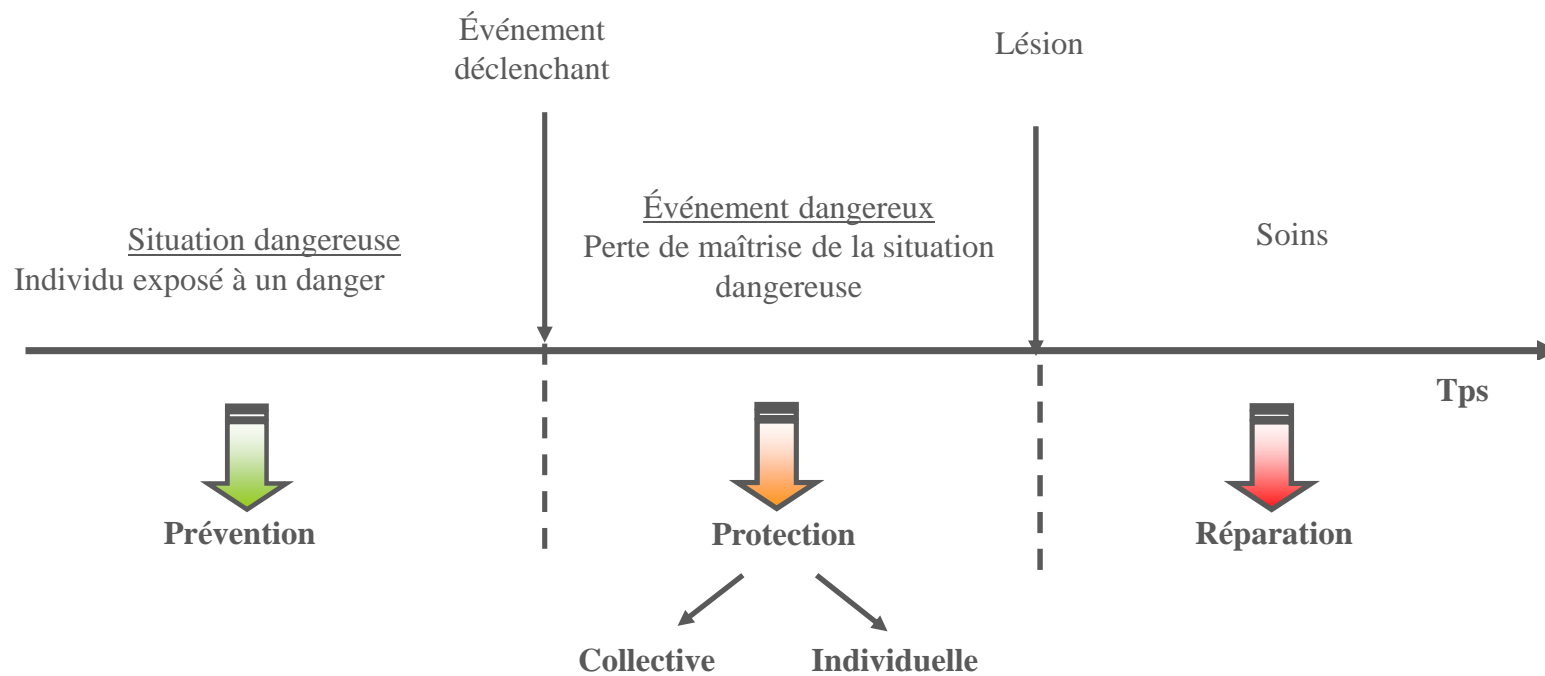 Événement
déclenchant
Lésion
Situation dangereuse
Individu exposé à un danger
Événement dangereux
Perte de maîtrise de la situation
dangereuse
Soins
Tps
Prévention
Protection
Réparation
Collective
Individuelle